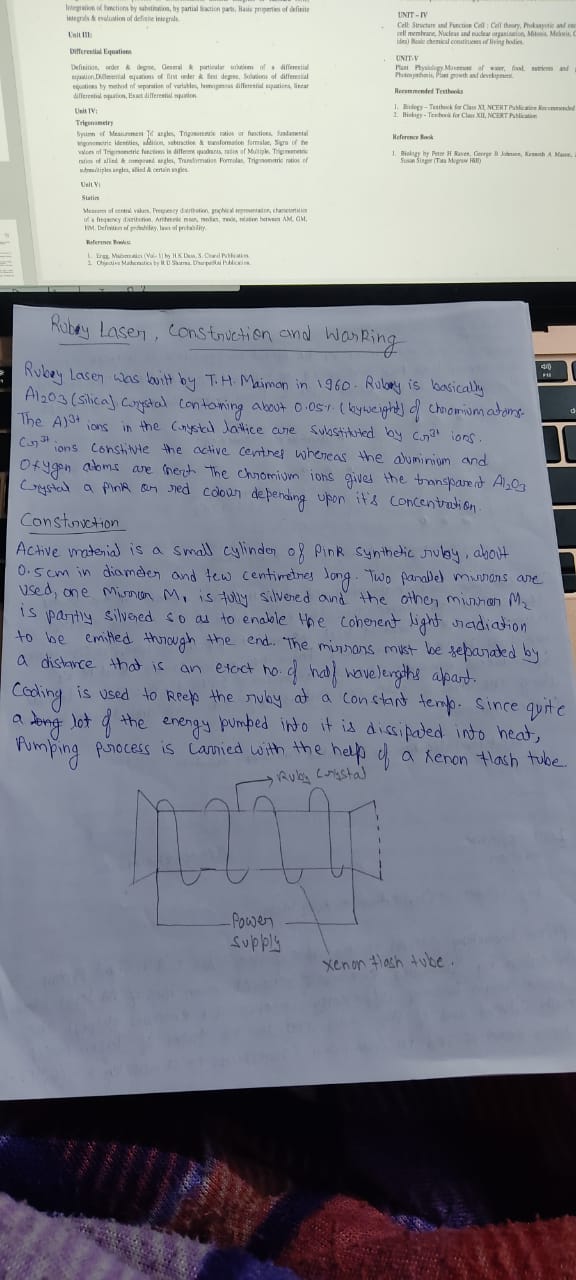 Integration of functions by substitution, by partial fraction parts. Basic properties of definite
integrals & evaluation of definite integrals.
Unit III:
Differential Equations
Definition, order & degree, General & particular solutions of a differential
equation. Differential equations of first order & first degree, Solutions of differential
equations by method of separation of variables, homogenous differential equations, linear
differential equation, Exact differential equation.
Unit IV:
Trigonometry
System of Measurement of angles, Trigonometric ratios or functions, fundamental
trigonometric identities, addition, subtraction & transformation formulae, Signs of the
values of Trigonometric functions in different quadrants, ratios of Multiple, Trigonometric
ratios of allied & compound angles, Transformation Formulas, Trigonometric ratios of
submultiples angles, allied & certain angles.
Unit V:
Statics
Measures of central values, Frequency distribution, graphical representation, characteristics
of a frequency distribution. Arithmetic mean, median, mode, relation between AM, GM,
HM. Definition of probability, laws of probability.
Reference Books:
1. Engg. Mathematics (Vol- 1) by H.K Dass, S. Chand Publication.
2. Objective Mathematics by R D Sharma, Dhanpat Rai Publication.
UNIT - IV
Cell: Structure and Function Cell : Cell theory, Prokaryotic and
cell membrane, Nucleus and nuclear organization, Mitosis, Meiosis,
idea) Basic chemical constituents of living bodies.
UNIT-V
Plant Physiology. Movement of water, food, nutrients and
Photosynthesis, Plant growth and development.
Recommended Textbooks
1. Biology - Textbook for Class XI, NCERT Publication Recommended
2. Biology - Textbook for Class XII, NCERT Publication
Reference Book
1. Biology by Peter H Raven, George B Johnson, Kenneth A Mason,
Susan Singer (Tata Mcgraw Hill)
Rubey Laser, construction and Warking
Rubey Laser was built by T.H. Maiman in 1960. Rubey is basically
Al2O3 (silica) Crystal containing about 0.05% (by weight) of chromium atoms.
The Al3+ ions in the Crystal lattice are substituted by Cr3+ ions.
Cr3+ ions constitute the active centres whereas the aluminium and
Oxygen atoms are inert. The chromium ions gives the transparent Al2O3
Crystal a pink or red colour depending upon it's concentration.
Construction
Active material is a small cylinder of Pink synthetic ruby, about
0.5cm in diameter and few centimetres long. Two parallel mirrors are
used, one mirror M1 is fully silvered and the other mirror M2
is partly silvered so as to enable the coherent light radiation
to be emitted through the end. The mirrors must be separated by
a distance that is an exact no. of half wavelengths apart.
Cooling is used to keep the ruby at a constant temp. since quite
a long lot of the energy pumped into it is dissipated into heat,
Pumping process is carried with the help of a xenon flash tube.
Ruby Crystal
Power
supply
xenon flash tube.